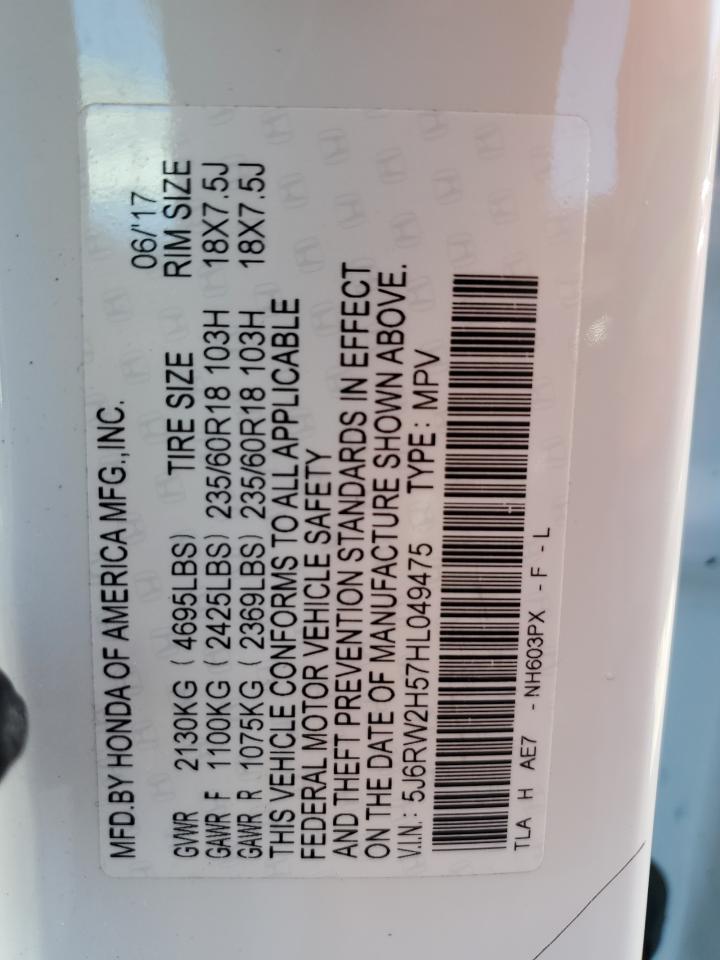 MFD.BY HONDA OF AMERICA MFG.,INC. 06/'17
GVWR 2130KG ( 4695LBS) TIRE SIZE RIM SIZE
GAWR F 1100KG ( 2425LBS) 235/60R18 103H 18X7.5J
GAWR R 1075KG ( 2369LBS) 235/60R18 103H 18X7.5J
THIS VEHICLE CONFORMS TO ALL APPLICABLE
FEDERAL MOTOR VEHICLE SAFETY
AND THEFT PREVENTION STANDARDS IN EFFECT
ON THE DATE OF MANUFACTURE SHOWN ABOVE.
V.I.N.: 5J6RW2H57HL049475 TYPE: MPV
TLA H AE7 -NH603PX -F -L